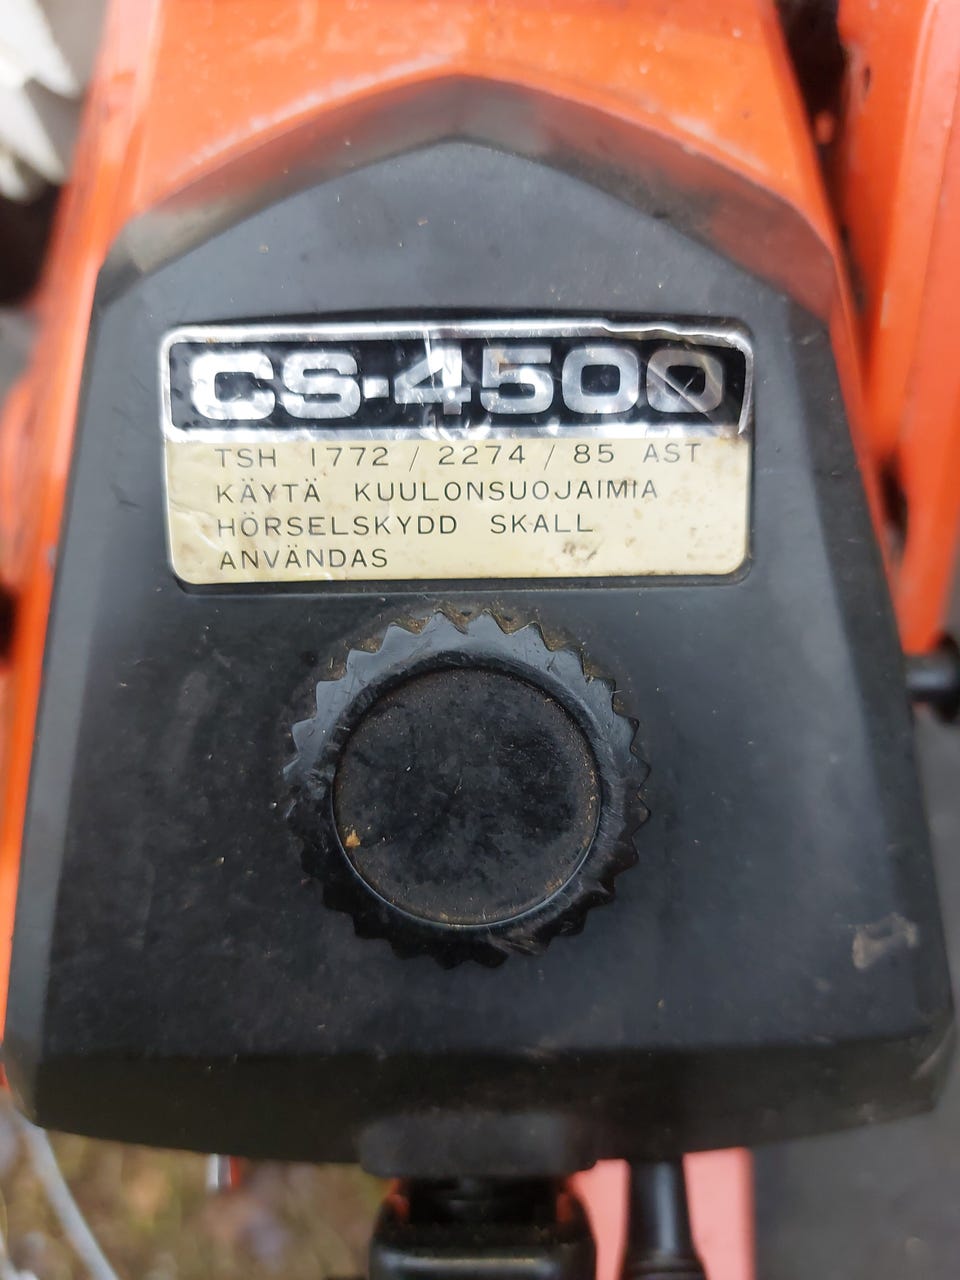 CS-4500
TSH 1772 / 2274 / 85 AST
KÄYTÄ KUULONSUOJAIMIA
HÖRSELSKYDD SKALL
ANVÄNDAS